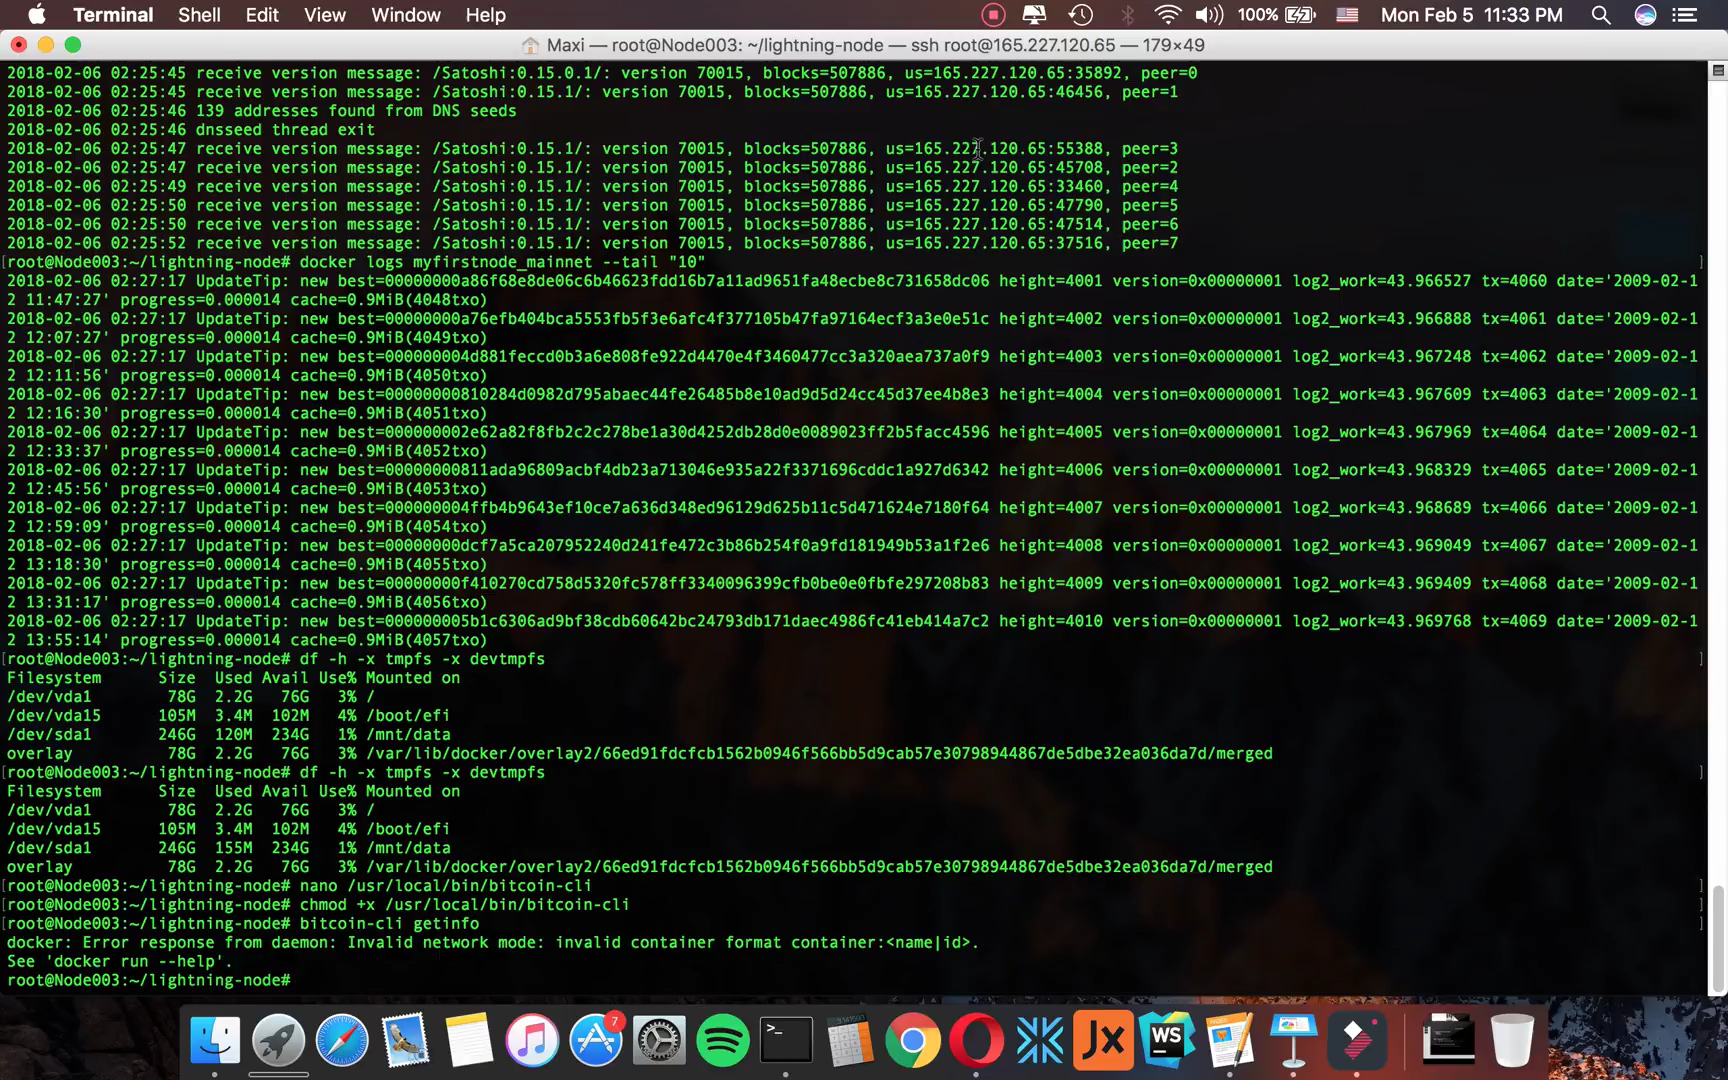 Terminal Shell Edit View Window Help 100% Mon Feb 5 11:33 PM
Maxi — root@Node003: ~/lightning-node — ssh root@165.227.120.65 — 179×49
2018-02-06 02:25:45 receive version message: /Satoshi:0.15.0.1/: version 70015, blocks=507886, us=165.227.120.65:35892, peer=0
2018-02-06 02:25:45 receive version message: /Satoshi:0.15.1/: version 70015, blocks=507886, us=165.227.120.65:46456, peer=1
2018-02-06 02:25:46 139 addresses found from DNS seeds
2018-02-06 02:25:46 dnsseed thread exit
2018-02-06 02:25:47 receive version message: /Satoshi:0.15.1/: version 70015, blocks=507886, us=165.227.120.65:55388, peer=3
2018-02-06 02:25:47 receive version message: /Satoshi:0.15.1/: version 70015, blocks=507886, us=165.227.120.65:45708, peer=2
2018-02-06 02:25:49 receive version message: /Satoshi:0.15.1/: version 70015, blocks=507886, us=165.227.120.65:33460, peer=4
2018-02-06 02:25:50 receive version message: /Satoshi:0.15.1/: version 70015, blocks=507886, us=165.227.120.65:47790, peer=5
2018-02-06 02:25:50 receive version message: /Satoshi:0.15.1/: version 70015, blocks=507886, us=165.227.120.65:47514, peer=6
2018-02-06 02:25:52 receive version message: /Satoshi:0.15.1/: version 70015, blocks=507886, us=165.227.120.65:37516, peer=7
[root@Node003:~/lightning-node# docker logs myfirstnode_mainnet --tail "10" ]
2018-02-06 02:27:17 UpdateTip: new best=00000000a86f68e8de06c6b46623fdd16b7a11ad9651fa48ecbe8c731658dc06 height=4001 version=0x00000001 log2_work=43.966527 tx=4060 date='2009-02-1
2 11:47:27' progress=0.000014 cache=0.9MiB(4048txo)
2018-02-06 02:27:17 UpdateTip: new best=00000000a76efb404bca5553fb5f3e6afc4f377105b47fa97164ecf3a3e0e51c height=4002 version=0x00000001 log2_work=43.966888 tx=4061 date='2009-02-1
2 12:07:27' progress=0.000014 cache=0.9MiB(4049txo)
2018-02-06 02:27:17 UpdateTip: new best=000000004d881feccd0b3a6e808fe922d4470e4f3460477cc3a320aea737a0f9 height=4003 version=0x00000001 log2_work=43.967248 tx=4062 date='2009-02-1
2 12:11:56' progress=0.000014 cache=0.9MiB(4050txo)
2018-02-06 02:27:17 UpdateTip: new best=00000000810284d0982d795abaec44fe26485b8e10ad9d5d24cc45d37ee4b8e3 height=4004 version=0x00000001 log2_work=43.967609 tx=4063 date='2009-02-1
2 12:16:30' progress=0.000014 cache=0.9MiB(4051txo)
2018-02-06 02:27:17 UpdateTip: new best=000000002e62a82f8fb2c2c278be1a30d4252db28d0e0089023ff2b5facc4596 height=4005 version=0x00000001 log2_work=43.967969 tx=4064 date='2009-02-1
2 12:33:37' progress=0.000014 cache=0.9MiB(4052txo)
2018-02-06 02:27:17 UpdateTip: new best=00000000811ada96809acbf4db23a713046e935a22f3371696cddc1a927d6342 height=4006 version=0x00000001 log2_work=43.968329 tx=4065 date='2009-02-1
2 12:45:56' progress=0.000014 cache=0.9MiB(4053txo)
2018-02-06 02:27:17 UpdateTip: new best=000000004ffb4b9643ef10ce7a636d348ed96129d625b11c5d471624e7180f64 height=4007 version=0x00000001 log2_work=43.968689 tx=4066 date='2009-02-1
2 12:59:09' progress=0.000014 cache=0.9MiB(4054txo)
2018-02-06 02:27:17 UpdateTip: new best=00000000dcf7a5ca207952240d241fe472c3b86b254f0a9fd181949b53a1f2e6 height=4008 version=0x00000001 log2_work=43.969049 tx=4067 date='2009-02-1
2 13:18:30' progress=0.000014 cache=0.9MiB(4055txo)
2018-02-06 02:27:17 UpdateTip: new best=00000000f410270cd758d5320fc578ff3340096399cfb0be0e0fbfe297208b83 height=4009 version=0x00000001 log2_work=43.969409 tx=4068 date='2009-02-1
2 13:31:17' progress=0.000014 cache=0.9MiB(4056txo)
2018-02-06 02:27:17 UpdateTip: new best=000000005b1c6306ad9bf38cdb60642bc24793db171daec4986fc41eb414a7c2 height=4010 version=0x00000001 log2_work=43.969768 tx=4069 date='2009-02-1
2 13:55:14' progress=0.000014 cache=0.9MiB(4057txo)
[root@Node003:~/lightning-node# df -h -x tmpfs -x devtmpfs ]
Filesystem Size Used Avail Use% Mounted on
/dev/vda1 78G 2.2G 76G 3% /
/dev/vda15 105M 3.4M 102M 4% /boot/efi
/dev/sda1 246G 120M 234G 1% /mnt/data
overlay 78G 2.2G 76G 3% /var/lib/docker/overlay2/66ed91fdcfcb1562b0946f566bb5d9cab57e30798944867de5dbe32ea036da7d/merged
[root@Node003:~/lightning-node# df -h -x tmpfs -x devtmpfs ]
Filesystem Size Used Avail Use% Mounted on
/dev/vda1 78G 2.2G 76G 3% /
/dev/vda15 105M 3.4M 102M 4% /boot/efi
/dev/sda1 246G 155M 234G 1% /mnt/data
overlay 78G 2.2G 76G 3% /var/lib/docker/overlay2/66ed91fdcfcb1562b0946f566bb5d9cab57e30798944867de5dbe32ea036da7d/merged
[root@Node003:~/lightning-node# nano /usr/local/bin/bitcoin-cli ]
[root@Node003:~/lightning-node# chmod +x /usr/local/bin/bitcoin-cli ]
[root@Node003:~/lightning-node# bitcoin-cli getinfo ]
docker: Error response from daemon: Invalid network mode: invalid container format container:<name|id>.
See 'docker run --help'.
root@Node003:~/lightning-node#
7
>_
JX
WS